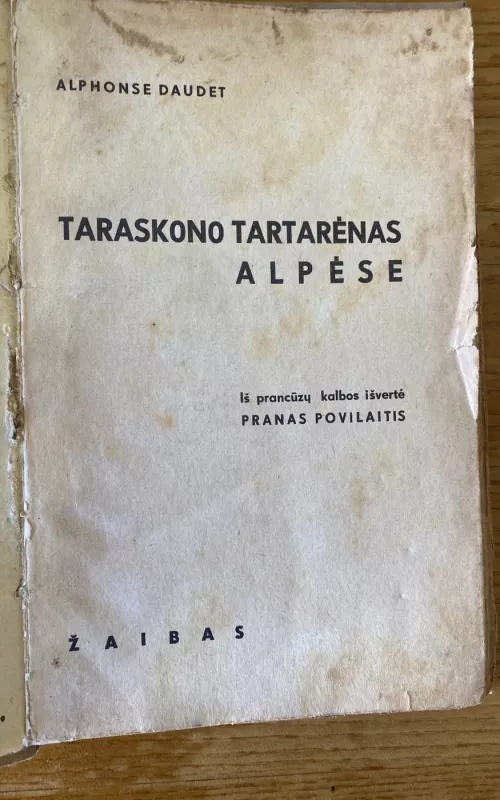 ALPHONSE DAUDET
TARASKONO TARTARĖNAS
ALPĖSE
Iš prancūzų kalbos išvertė
PRANAS POVILAITIS
ŽAIBAS